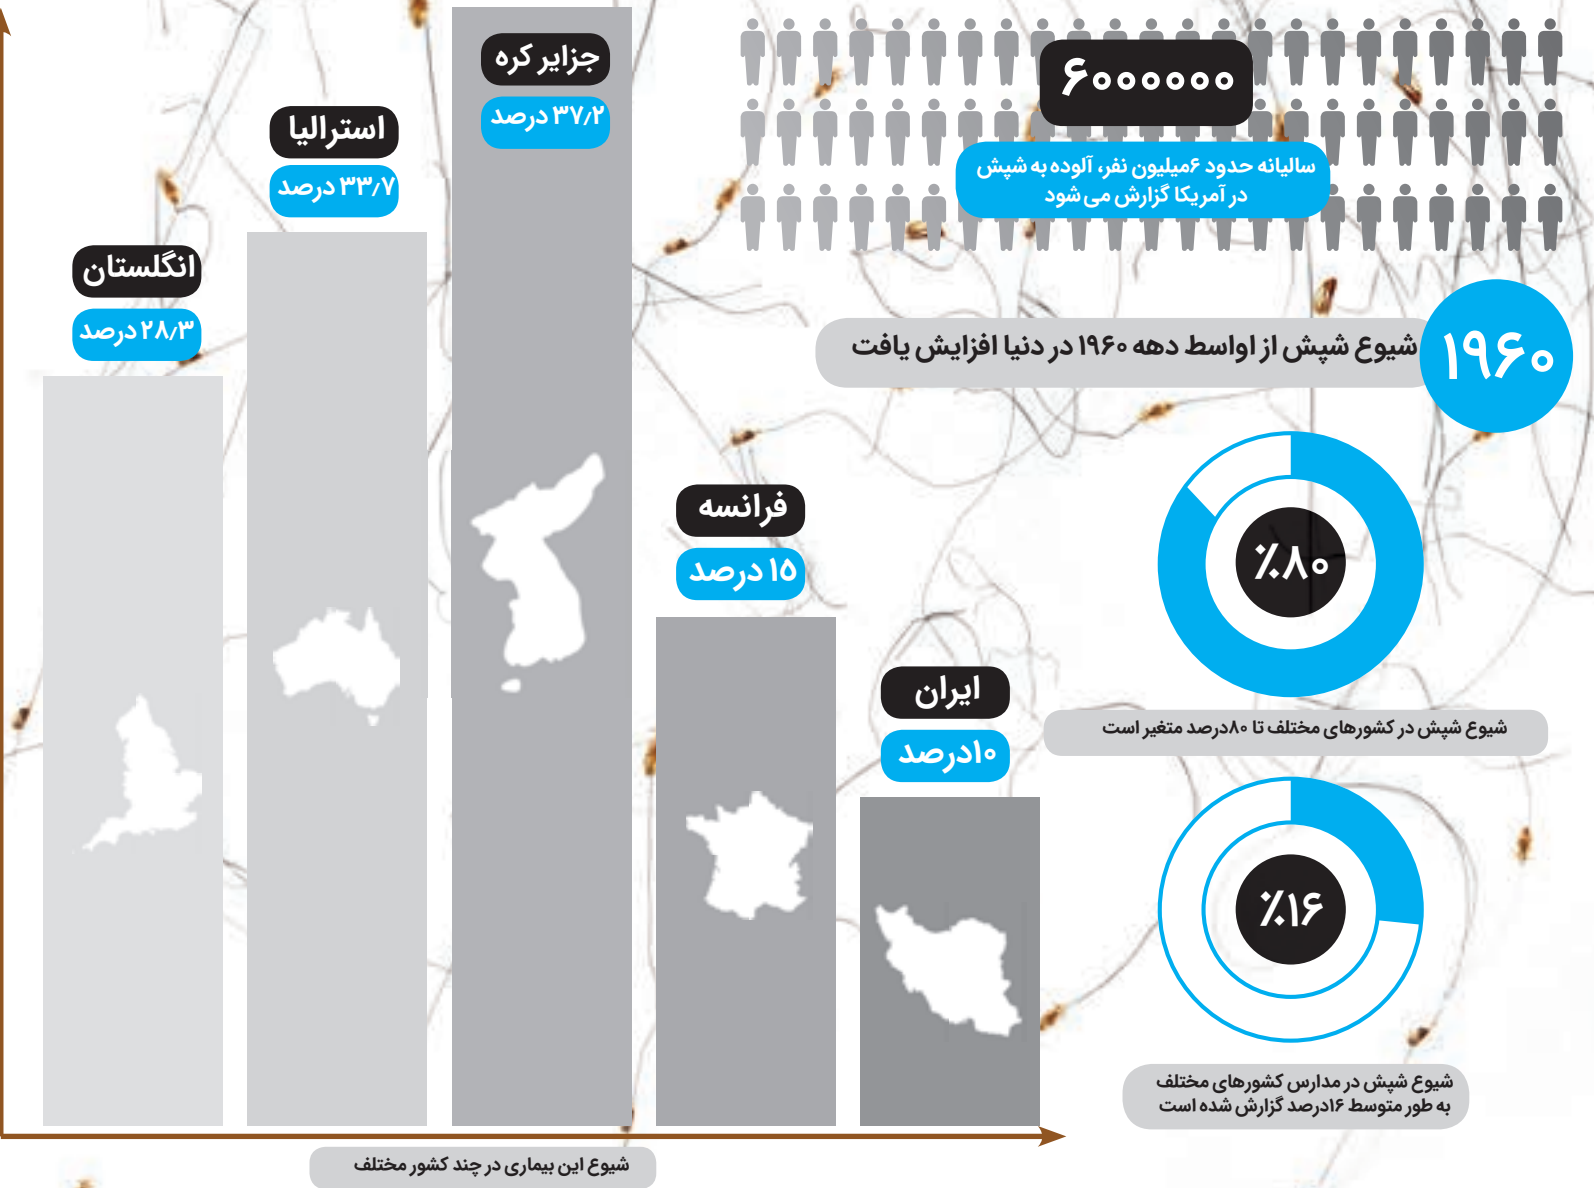 ۶۰۰۰۰۰۰
سالیانه حدود ۶میلیون نفر، آلوده به شپش
در آمریکا گزارش می‌شود
۱۹۶۰
شیوع شپش از اواسط دهه ۱۹۶۰ در دنیا افزایش یافت
٪۸۰
شیوع شپش در کشورهای مختلف تا ۸۰درصد متغیر است
٪۱۶
شیوع شپش در مدارس کشورهای مختلف
به طور متوسط ۱۶درصد گزارش شده است
جزایر کره
۳۷٫۲ درصد
استرالیا
۳۳٫۷ درصد
انگلستان
۲۸٫۳ درصد
فرانسه
۱۵ درصد
ایران
۱۰درصد
شیوع این بیماری در چند کشور مختلف